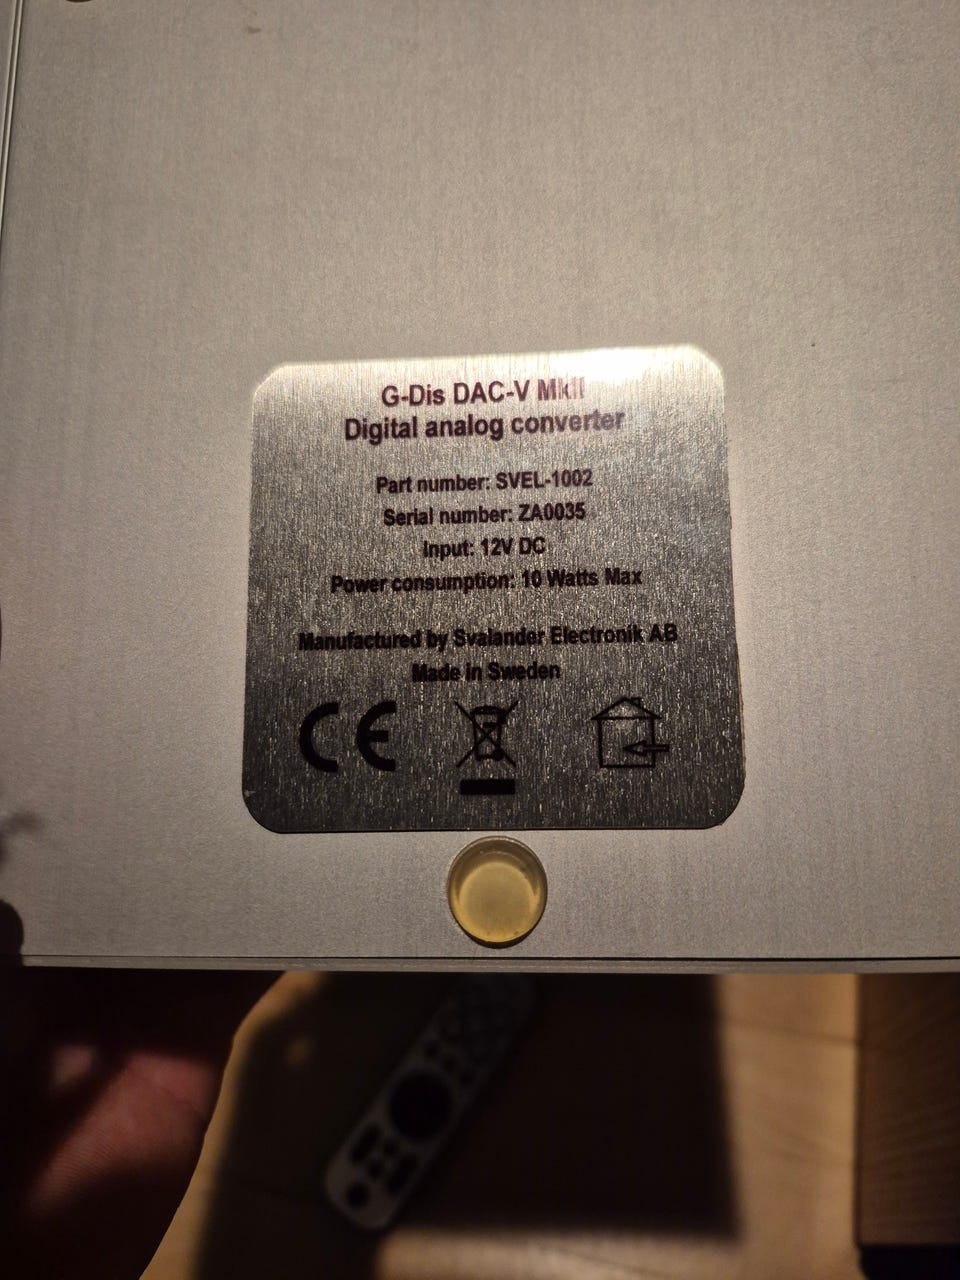 G-Dis DAC-V MkII
Digital analog converter
Part number: SVEL-1002
Serial number: ZA0035
Input: 12V DC
Power consumption: 10 Watts Max
Manufactured by Svalander Electronik AB
Made in Sweden
CE